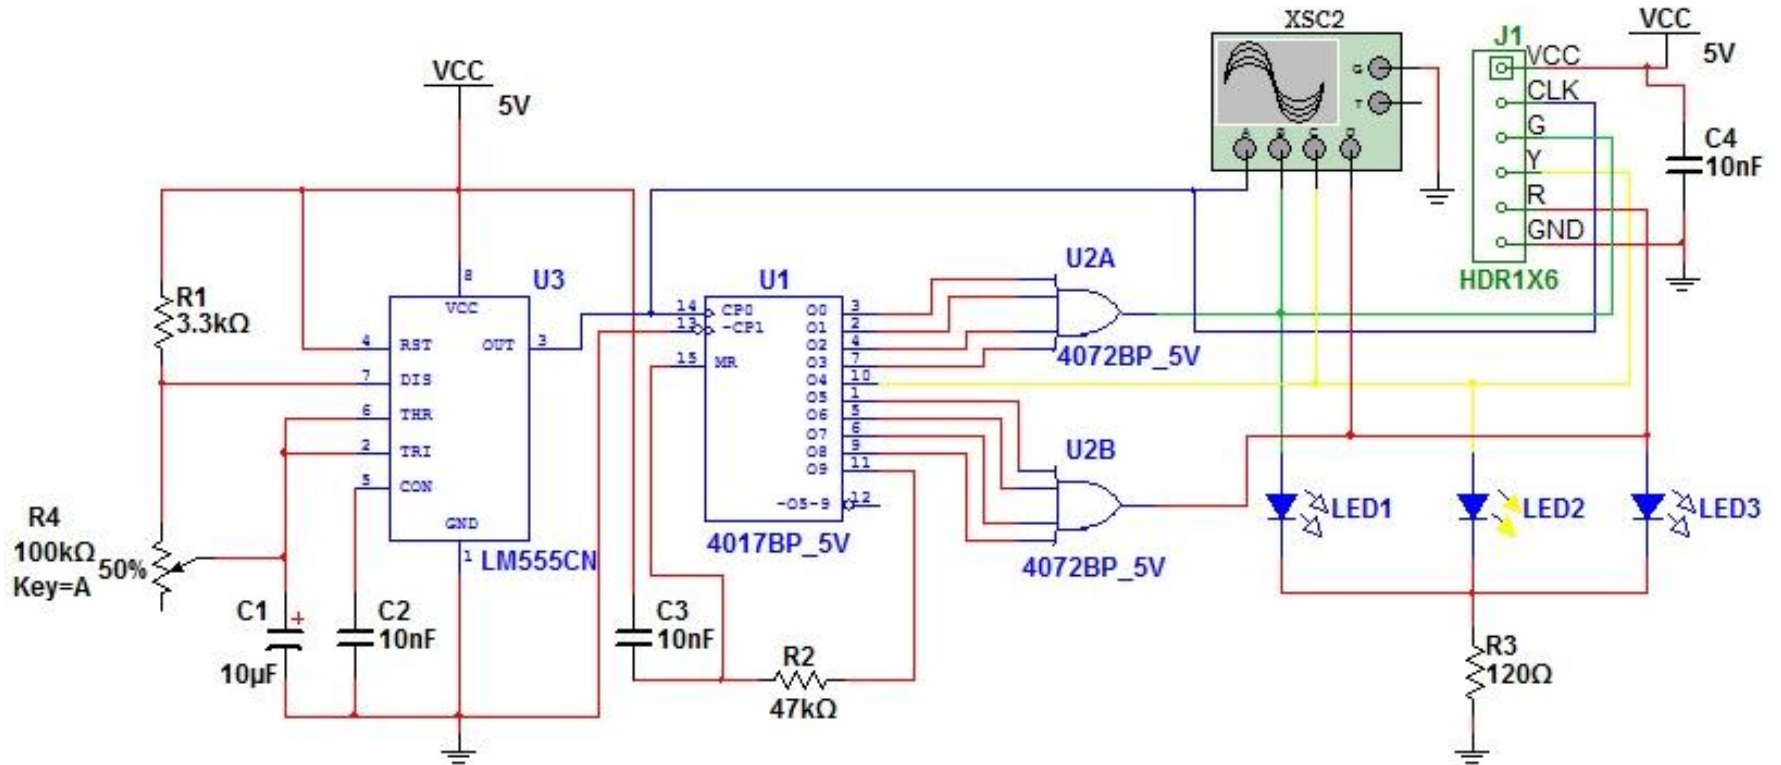 XSC2
G
T
A B C D
VCC
5V
J1
VCC
CLK
G
Y
R
GND
HDR1X6
C4
10nF
VCC
5V
R1
3.3kΩ
U3
8
VCC
4 RST
7 DIS
6 THR
2 TRI
5 CON
OUT 3
GND
1
LM555CN
R4
100kΩ
50%
Key=A
C1
+
10µF
C2
10nF
C3
10nF
R2
47kΩ
U1
14 CP0
13 -CP1
15 MR
O0 3
O1 2
O2 4
O3 7
O4 10
O5 1
O6 5
O7 6
O8 9
O9 11
-O5-9 12
4017BP_5V
U2A
4072BP_5V
U2B
4072BP_5V
LED1
LED2
LED3
R3
120Ω